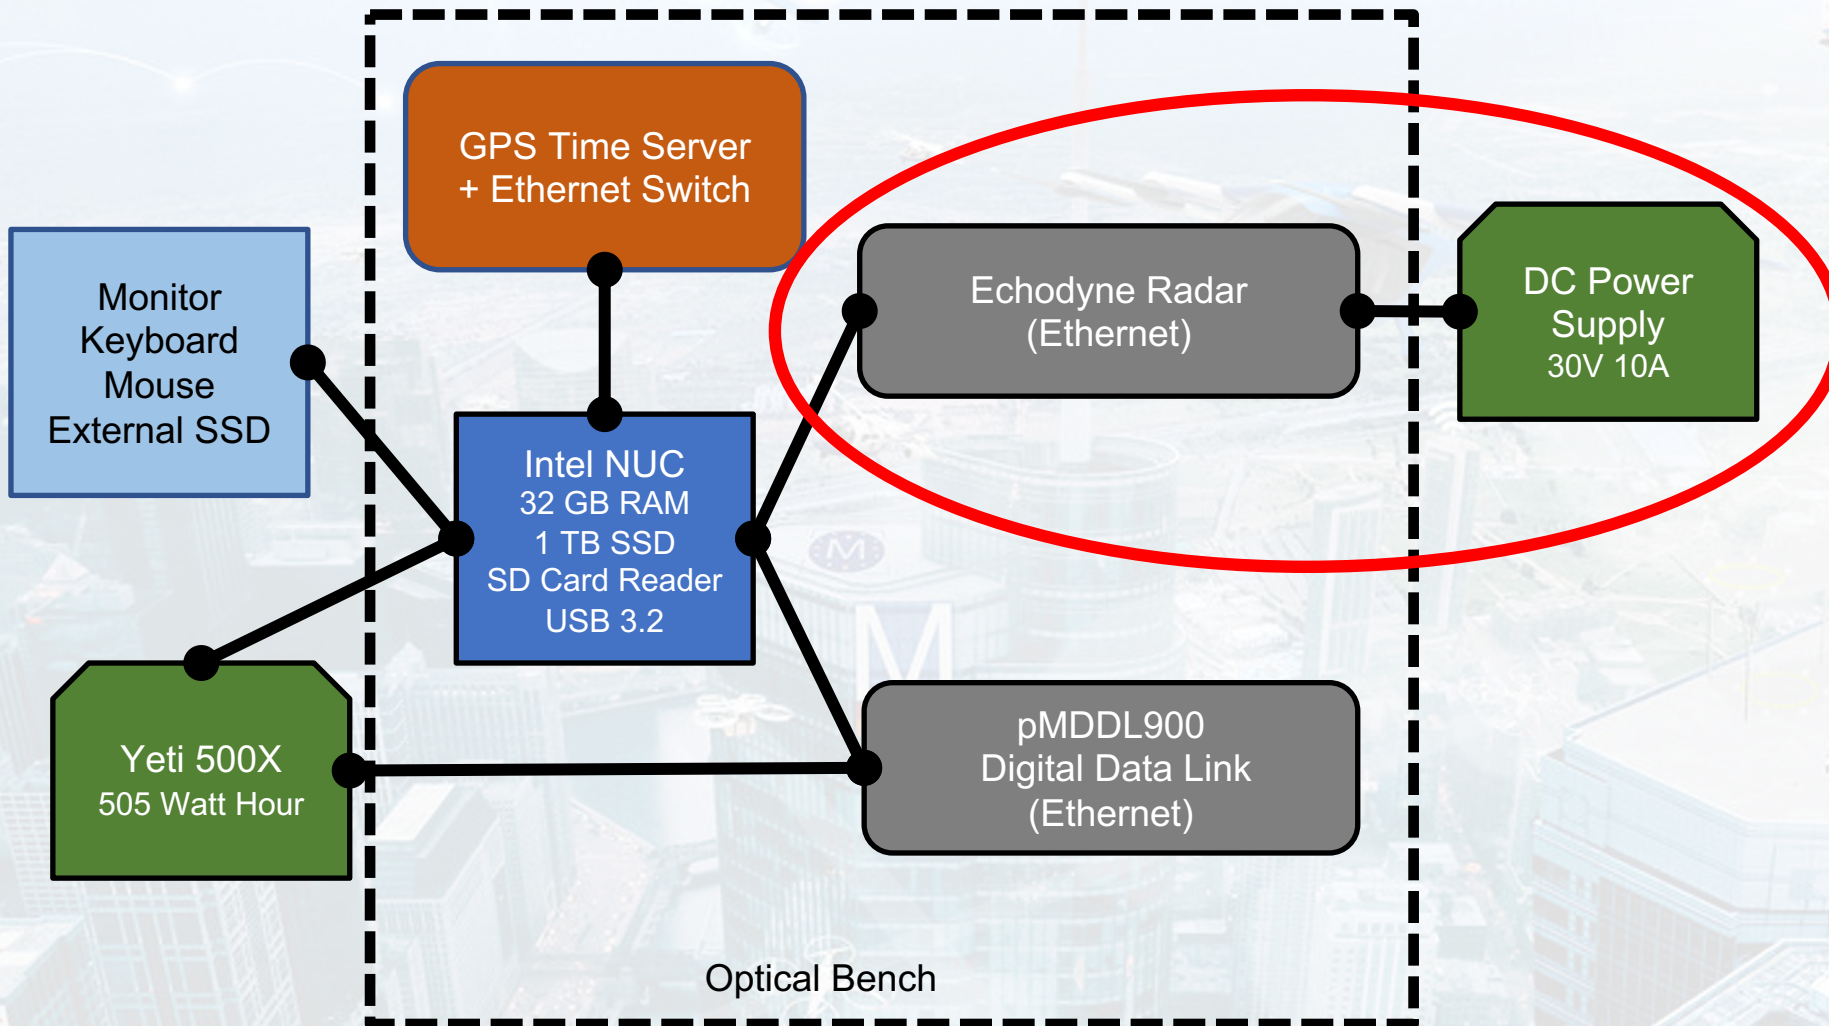 GPS Time Server
+ Ethernet Switch
Monitor
Keyboard
Mouse
External SSD
Echodyne Radar
(Ethernet)
DC Power
Supply
30V 10A
Intel NUC
32 GB RAM
1 TB SSD
SD Card Reader
USB 3.2
Yeti 500X
505 Watt Hour
pMDDL900
Digital Data Link
(Ethernet)
Optical Bench
M
M